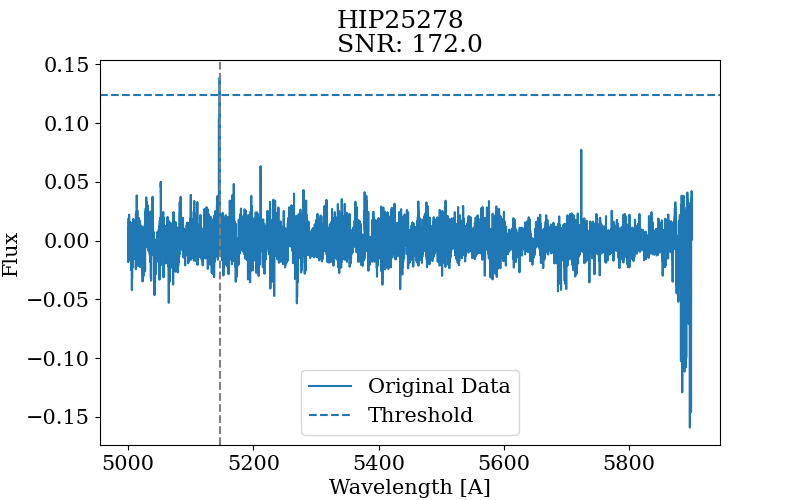 HIP25278
SNR: 172.0
0.15
0.10
0.05
0.00
−0.05
−0.10
−0.15
Flux
Original Data
Threshold
5000 5200 5400 5600 5800
Wavelength [A]